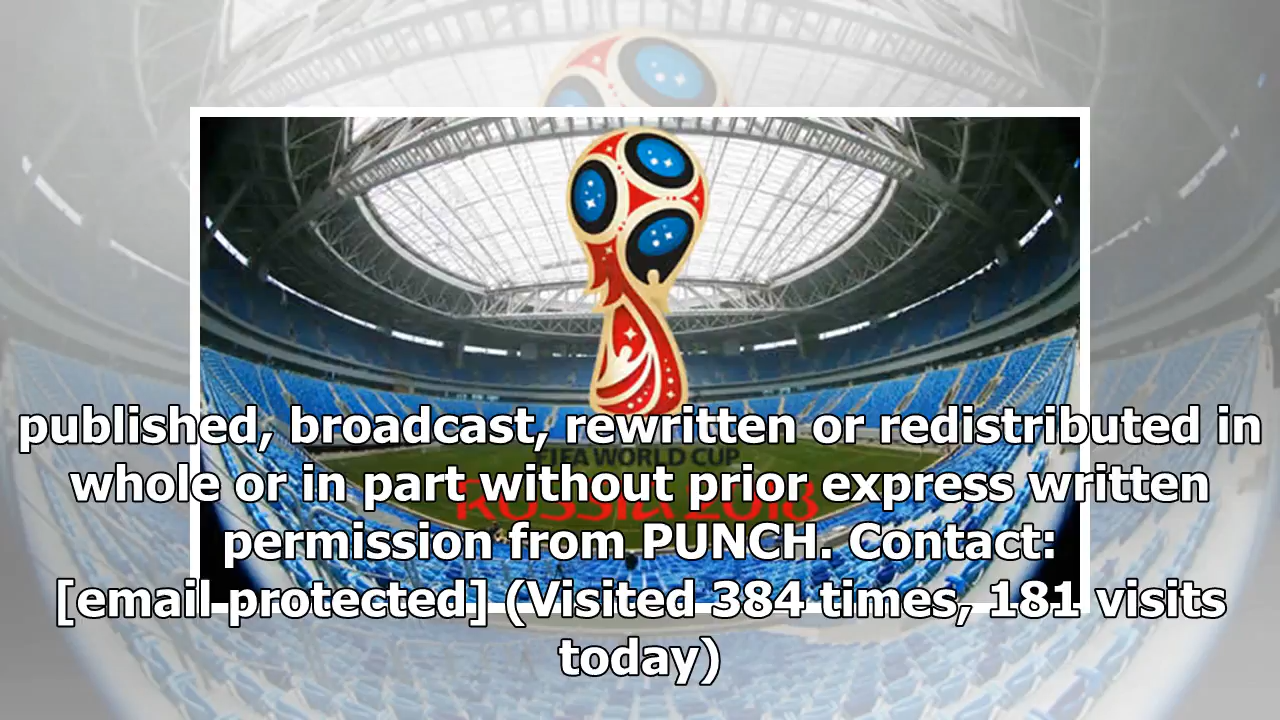 published, broadcast, rewritten or redistributed in
FIFA WORLD CUP
whole or in part without prior express written
RUSSIA 2018
permission from PUNCH. Contact:
[email protected] (Visited 384 times, 181 visits
today)